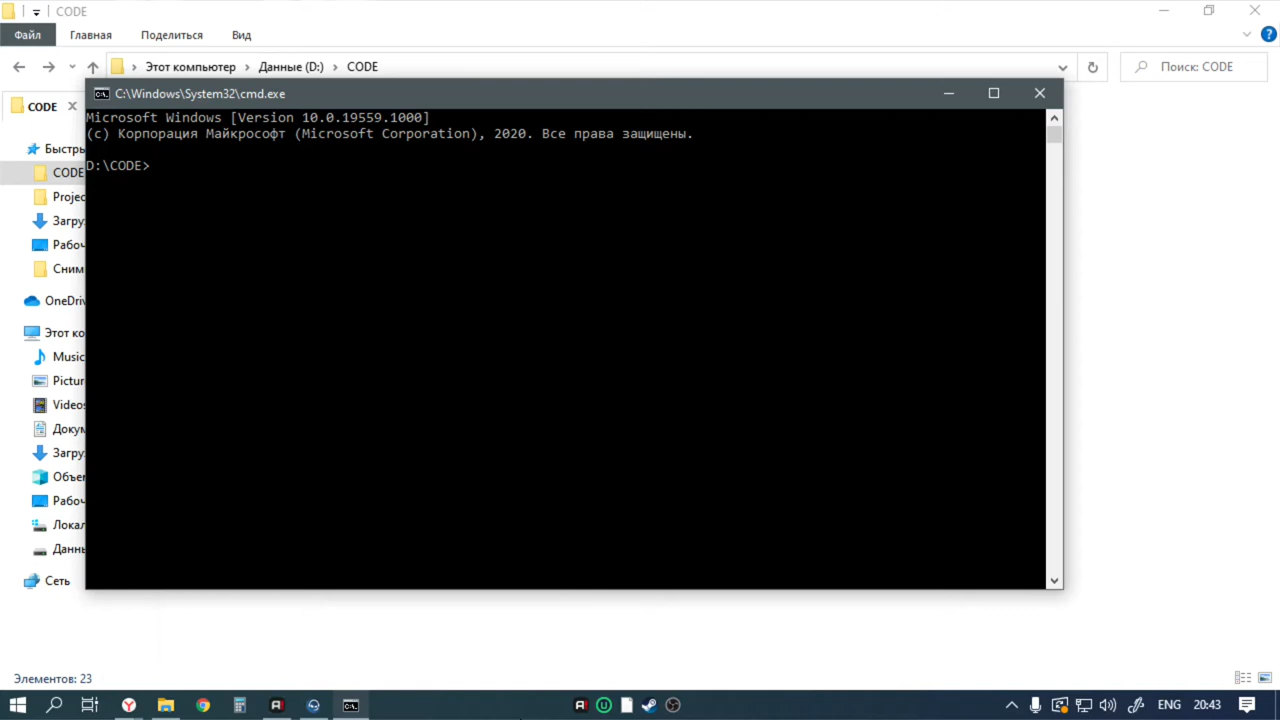 CODE
Файл Главная Поделиться Вид
Этот компьютер Данные (D:) CODE
Поиск: CODE
CODE
C:\Windows\System32\cmd.exe
Microsoft Windows [Version 10.0.19559.1000]
(c) Корпорация Майкрософт (Microsoft Corporation), 2020. Все права защищены.
D:\CODE>
Быстры
CODE
Projec
Загру
Рабоч
Сним
OneDriv
Этот ко
Music
Pictur
Videos
Докум
Загру
Объем
Рабоч
Локал
Данны
Сеть
Элементов: 23
ENG 20:43